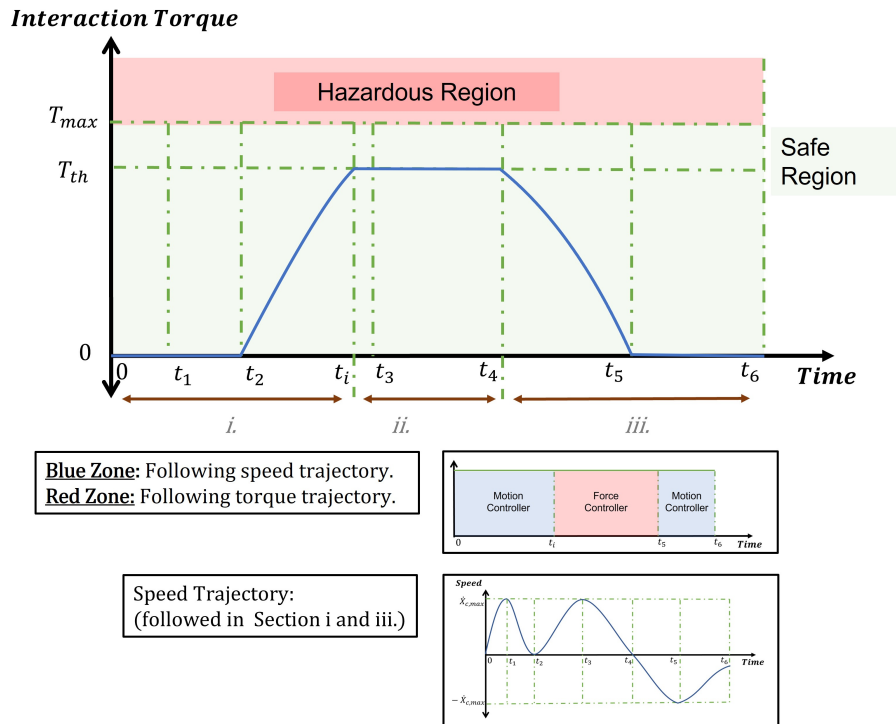 Interaction Torque
Hazardous Region
T_max
Safe
Region
T_th
0
0 t_1 t_2 t_i t_3 t_4 t_5 t_6 Time
i. ii. iii.
Blue Zone: Following speed trajectory.
Red Zone: Following torque trajectory.
Motion
Controller
Force
Controller
Motion
Controller
0 t_i t_5 t_6 Time
Speed Trajectory:
(followed in Section i and iii.)
Speed
Ẋ_c,max
0 t_1 t_2 t_3 t_4 t_5 t_6 Time
− Ẋ_c,max